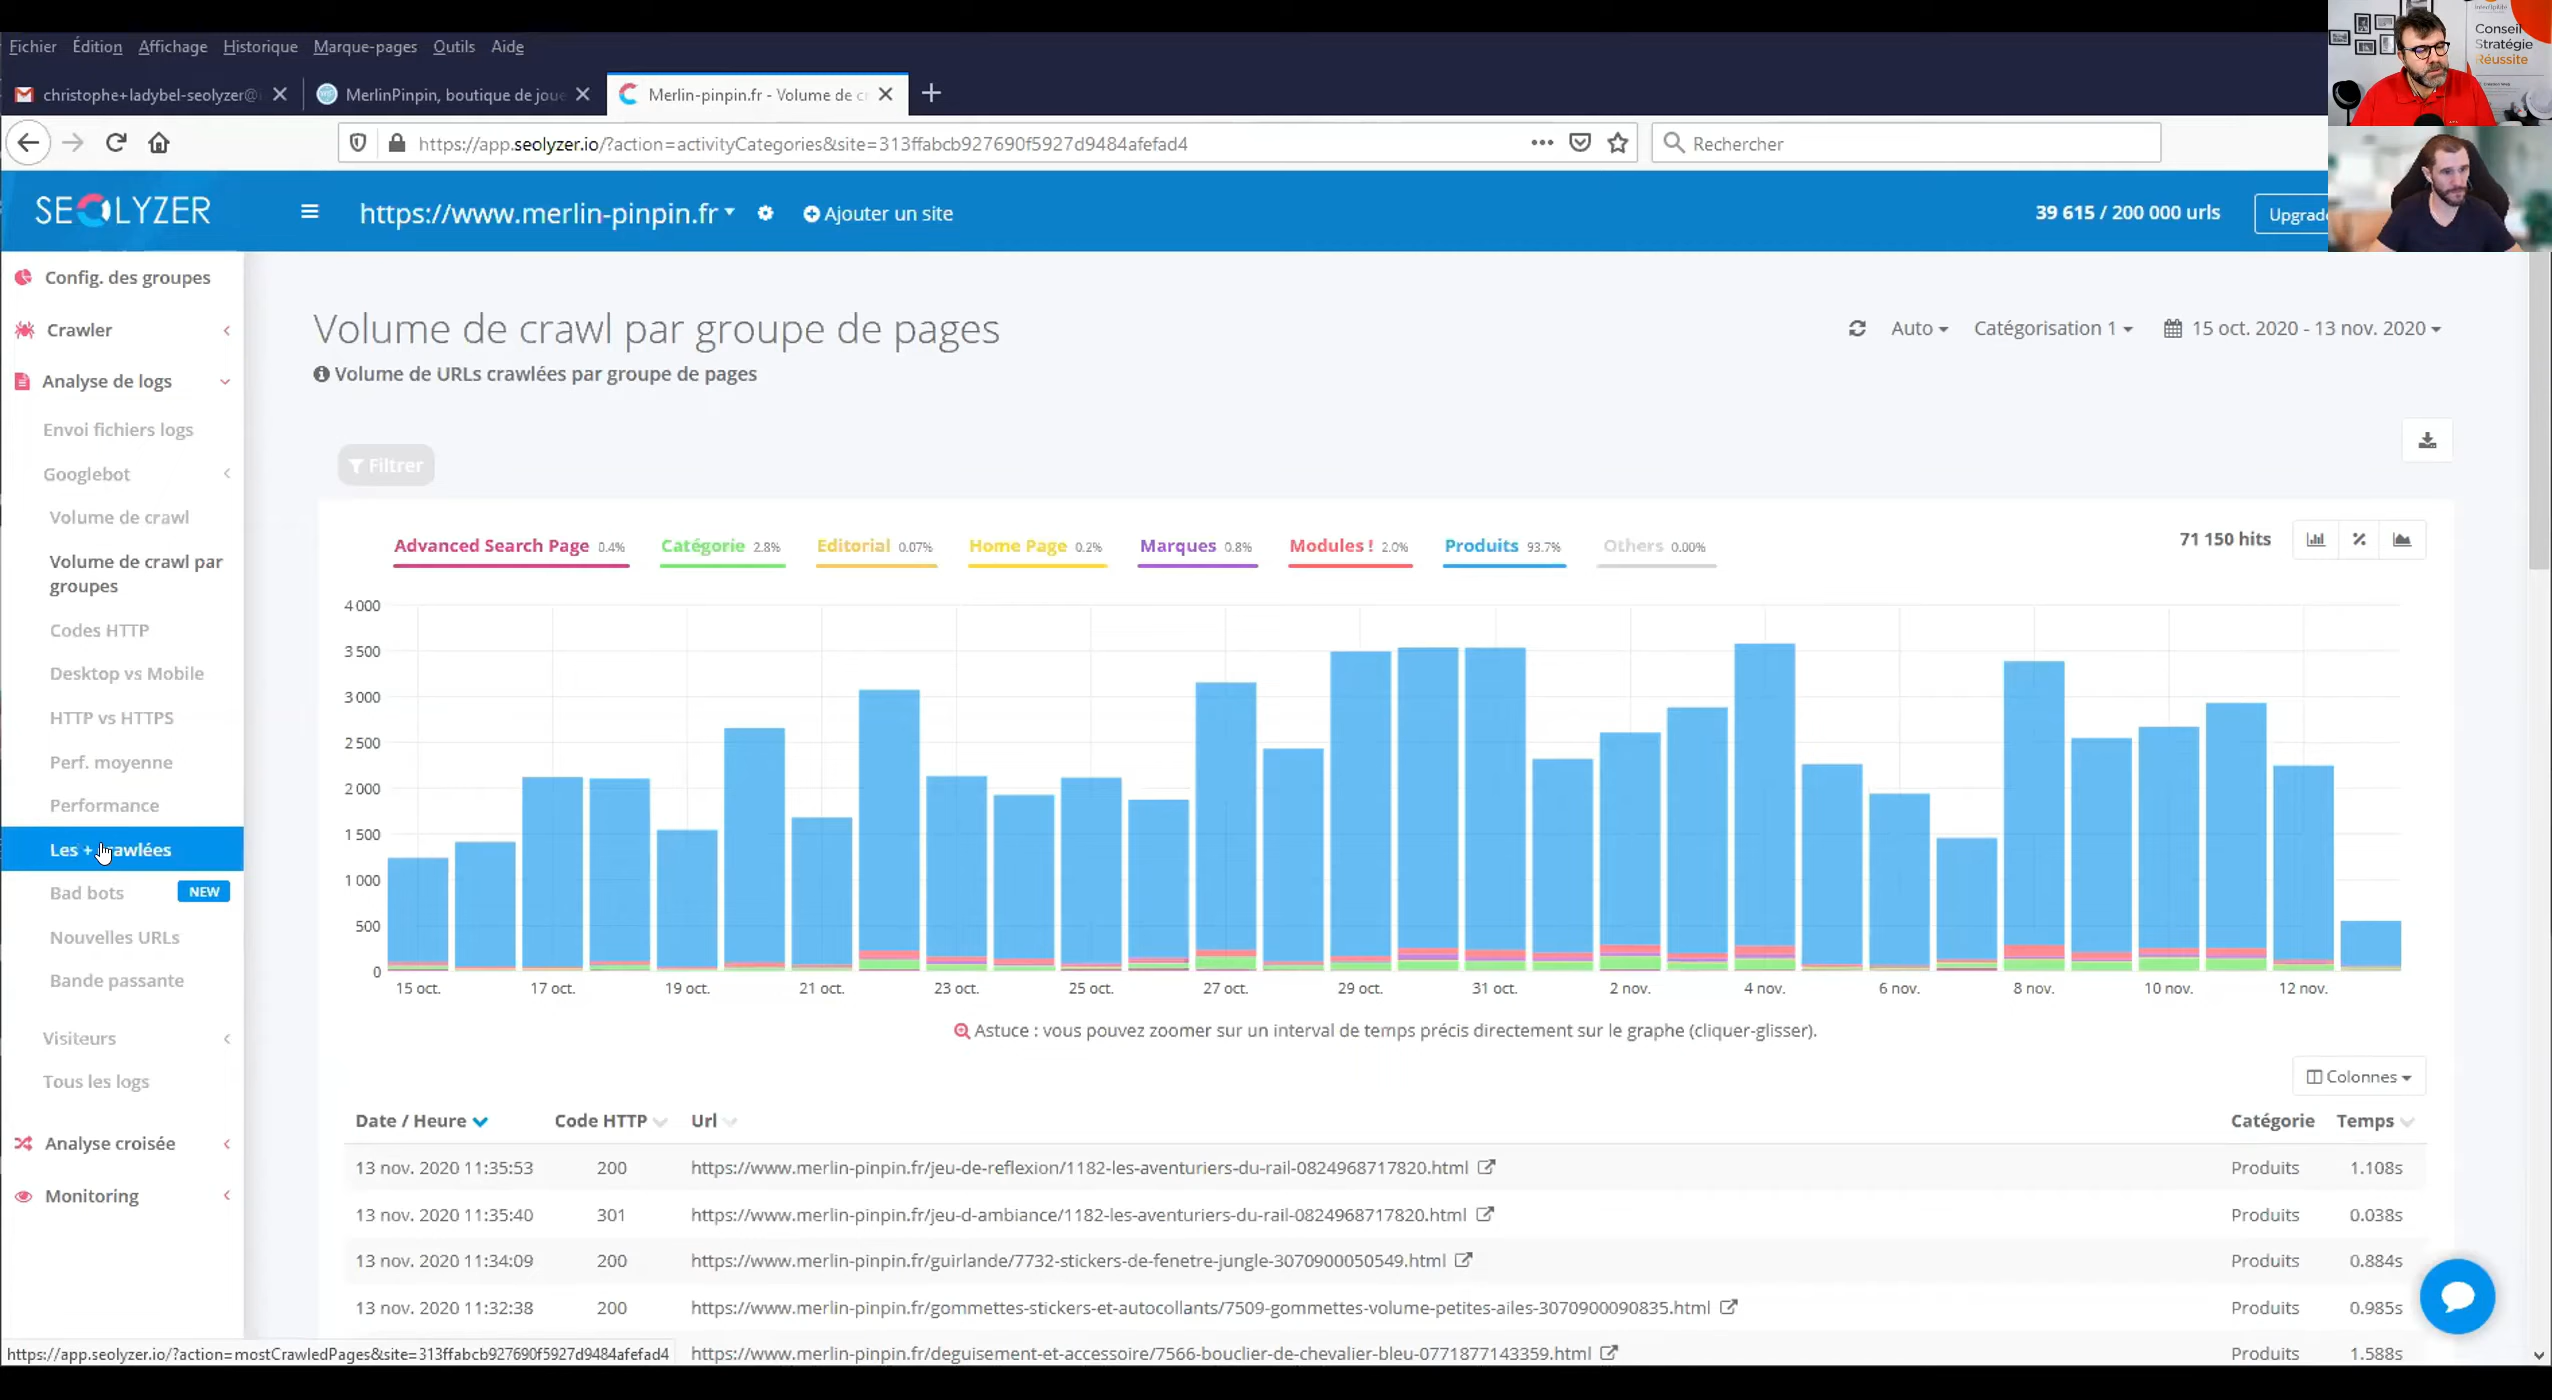 Fichier Édition Affichage Historique Marque-pages Outils Aide
christophe+ladybel-seolyzer@
MerlinPinpin, boutique de joue
Merlin-pinpin.fr - Volume de c
https://app.seolyzer.io/?action=activityCategories&site=313ffabcb927690f5927d9484afefad4
Rechercher
Conseil
Stratégie
Réussite
SEOLYZER
https://www.merlin-pinpin.fr
Ajouter un site
39 615 / 200 000 urls
Upgrad
Config. des groupes
Crawler
Analyse de logs
Envoi fichiers logs
Googlebot
Volume de crawl
Volume de crawl par
groupes
Codes HTTP
Desktop vs Mobile
HTTP vs HTTPS
Perf. moyenne
Performance
Les + rawlées
Bad bots NEW
Nouvelles URLs
Bande passante
Visiteurs
Tous les logs
Analyse croisée
Monitoring
Volume de crawl par groupe de pages
Volume de URLs crawlées par groupe de pages
Auto Catégorisation 1 15 oct. 2020 - 13 nov. 2020
Filtrer
Advanced Search Page 0.4% Catégorie 2.8% Editorial 0.07% Home Page 0.2% Marques 0.8% Modules ! 2.0% Produits 93.7% Others 0.00%
71 150 hits
%
4 000
3 500
3 000
2 500
2 000
1 500
1 000
500
0
15 oct. 17 oct. 19 oct. 21 oct. 23 oct. 25 oct. 27 oct. 29 oct. 31 oct. 2 nov. 4 nov. 6 nov. 8 nov. 10 nov. 12 nov.
Astuce : vous pouvez zoomer sur un interval de temps précis directement sur le graphe (cliquer-glisser).
Colonnes
Date / Heure Code HTTP Url Catégorie Temps
13 nov. 2020 11:35:53 200 https://www.merlin-pinpin.fr/jeu-de-reflexion/1182-les-aventuriers-du-rail-0824968717820.html Produits 1.108s
13 nov. 2020 11:35:40 301 https://www.merlin-pinpin.fr/jeu-d-ambiance/1182-les-aventuriers-du-rail-0824968717820.html Produits 0.038s
13 nov. 2020 11:34:09 200 https://www.merlin-pinpin.fr/guirlande/7732-stickers-de-fenetre-jungle-3070900050549.html Produits 0.884s
13 nov. 2020 11:32:38 200 https://www.merlin-pinpin.fr/gommettes-stickers-et-autocollants/7509-gommettes-volume-petites-ailes-3070900090835.html Produits 0.985s
https://www.merlin-pinpin.fr/deguisement-et-accessoire/7566-bouclier-de-chevalier-bleu-0771877143359.html Produits 1.588s
https://app.seolyzer.io/?action=mostCrawledPages&site=313ffabcb927690f5927d9484afefad4